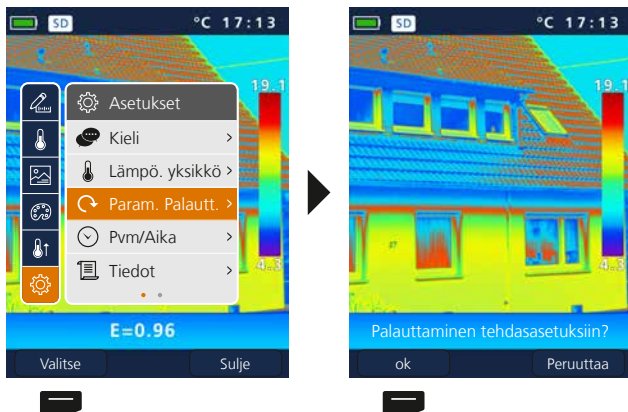 SD °C 17:13
19.1
Asetukset
Kieli
Lämpö. yksikkö
Param. Palautt.
Pvm/Aika
Tiedot
4.3
E=0.96
Valitse Sulje
SD °C 17:13
19.1
27
4.3
Palauttaminen tehdasasetuksiin?
ok Peruuttaa